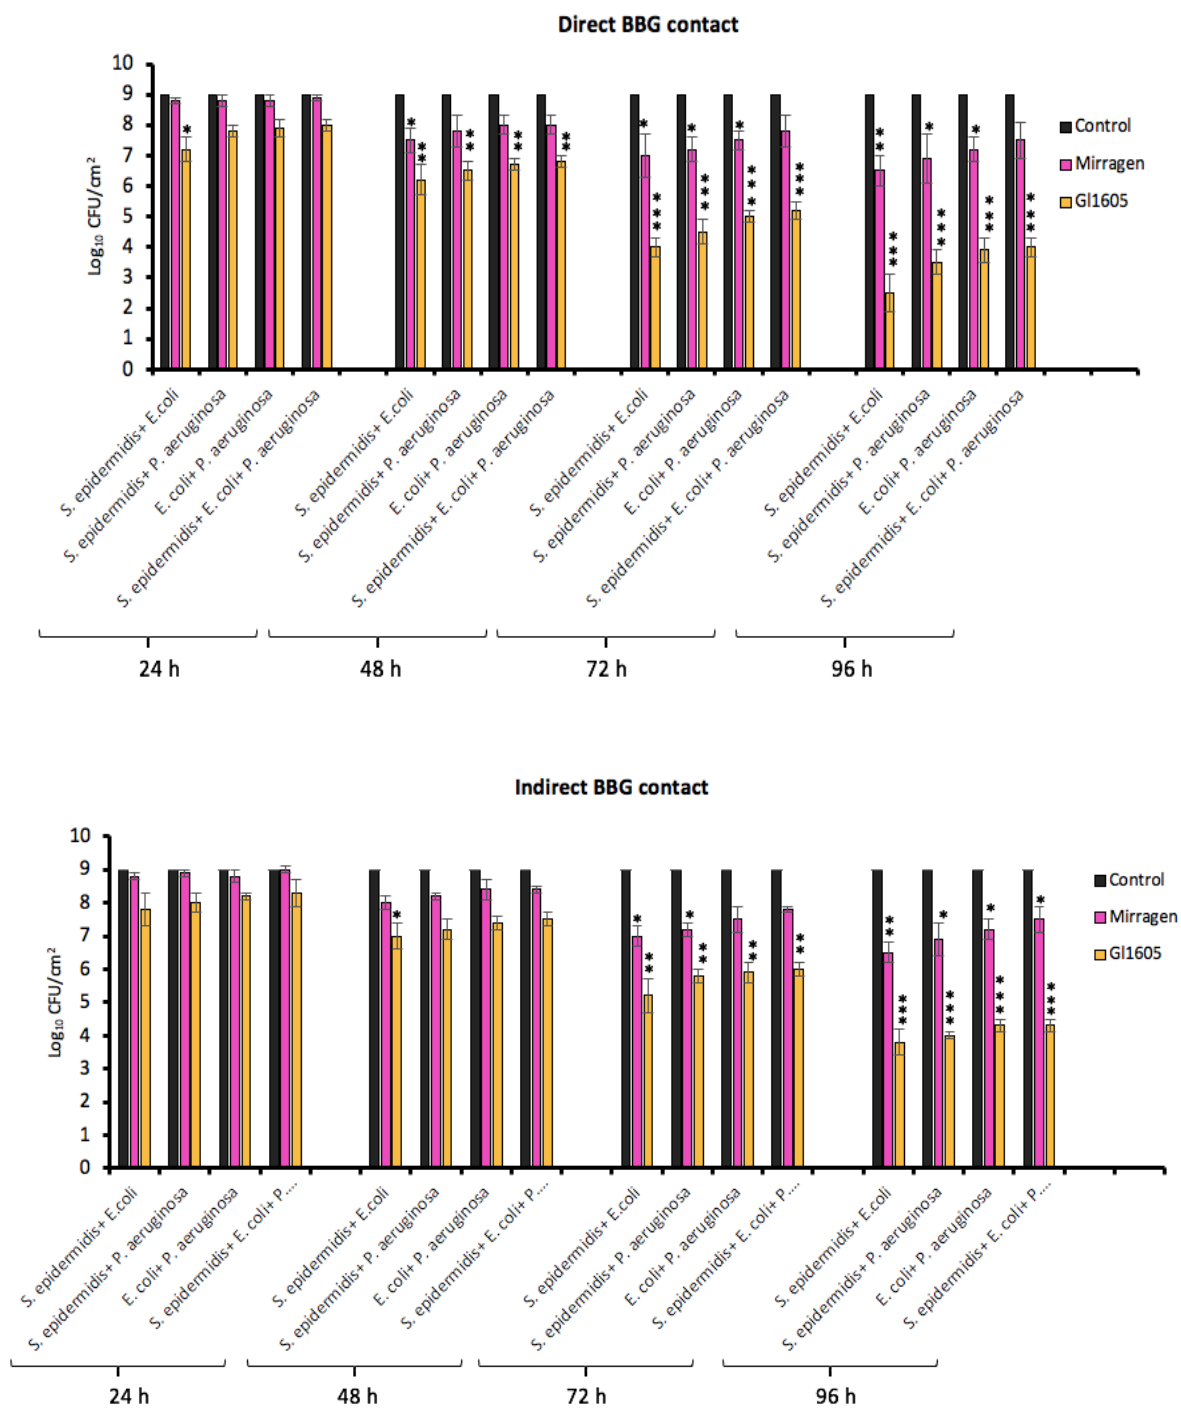 Direct BBG contact
10
9
8
7
6
5
4
3
2
1
0
Log₁₀ CFU/cm²
Control
Mirragen
Gl1605
*
*
**
**
**
**
*
***
*
***
*
***
***
**
***
*
***
*
***
***
S. epidermidis+ E.coli
S. epidermidis+ P. aeruginosa
E. coli+ P. aeruginosa
S. epidermidis+ E. coli+ P. aeruginosa
S. epidermidis+ E.coli
S. epidermidis+ P. aeruginosa
E. coli+ P. aeruginosa
S. epidermidis+ E. coli+ P. aeruginosa
S. epidermidis+ E.coli
S. epidermidis+ P. aeruginosa
E. coli+ P. aeruginosa
S. epidermidis+ E. coli+ P. aeruginosa
S. epidermidis+ E.coli
S. epidermidis+ P. aeruginosa
E. coli+ P. aeruginosa
S. epidermidis+ E. coli+ P. aeruginosa
24 h
48 h
72 h
96 h
Indirect BBG contact
10
9
8
7
6
5
4
3
2
1
0
Log₁₀ CFU/cm²
Control
Mirragen
Gl1605
*
*
**
*
**
**
**
**
***
*
***
*
***
*
***
S. epidermidis+ E.coli
S. epidermidis+ P. aeruginosa
E. coli+ P. aeruginosa
S. epidermidis+ E. coli+ P....
S. epidermidis+ E.coli
S. epidermidis+ P. aeruginosa
E. coli+ P. aeruginosa
S. epidermidis+ E. coli+ P....
S. epidermidis+ E.coli
S. epidermidis+ P. aeruginosa
E. coli+ P. aeruginosa
S. epidermidis+ E. coli+ P....
S. epidermidis+ E.coli
S. epidermidis+ P. aeruginosa
E. coli+ P. aeruginosa
S. epidermidis+ E. coli+ P....
24 h
48 h
72 h
96 h